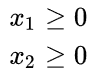 x₁ ≥ 0
x₂ ≥ 0